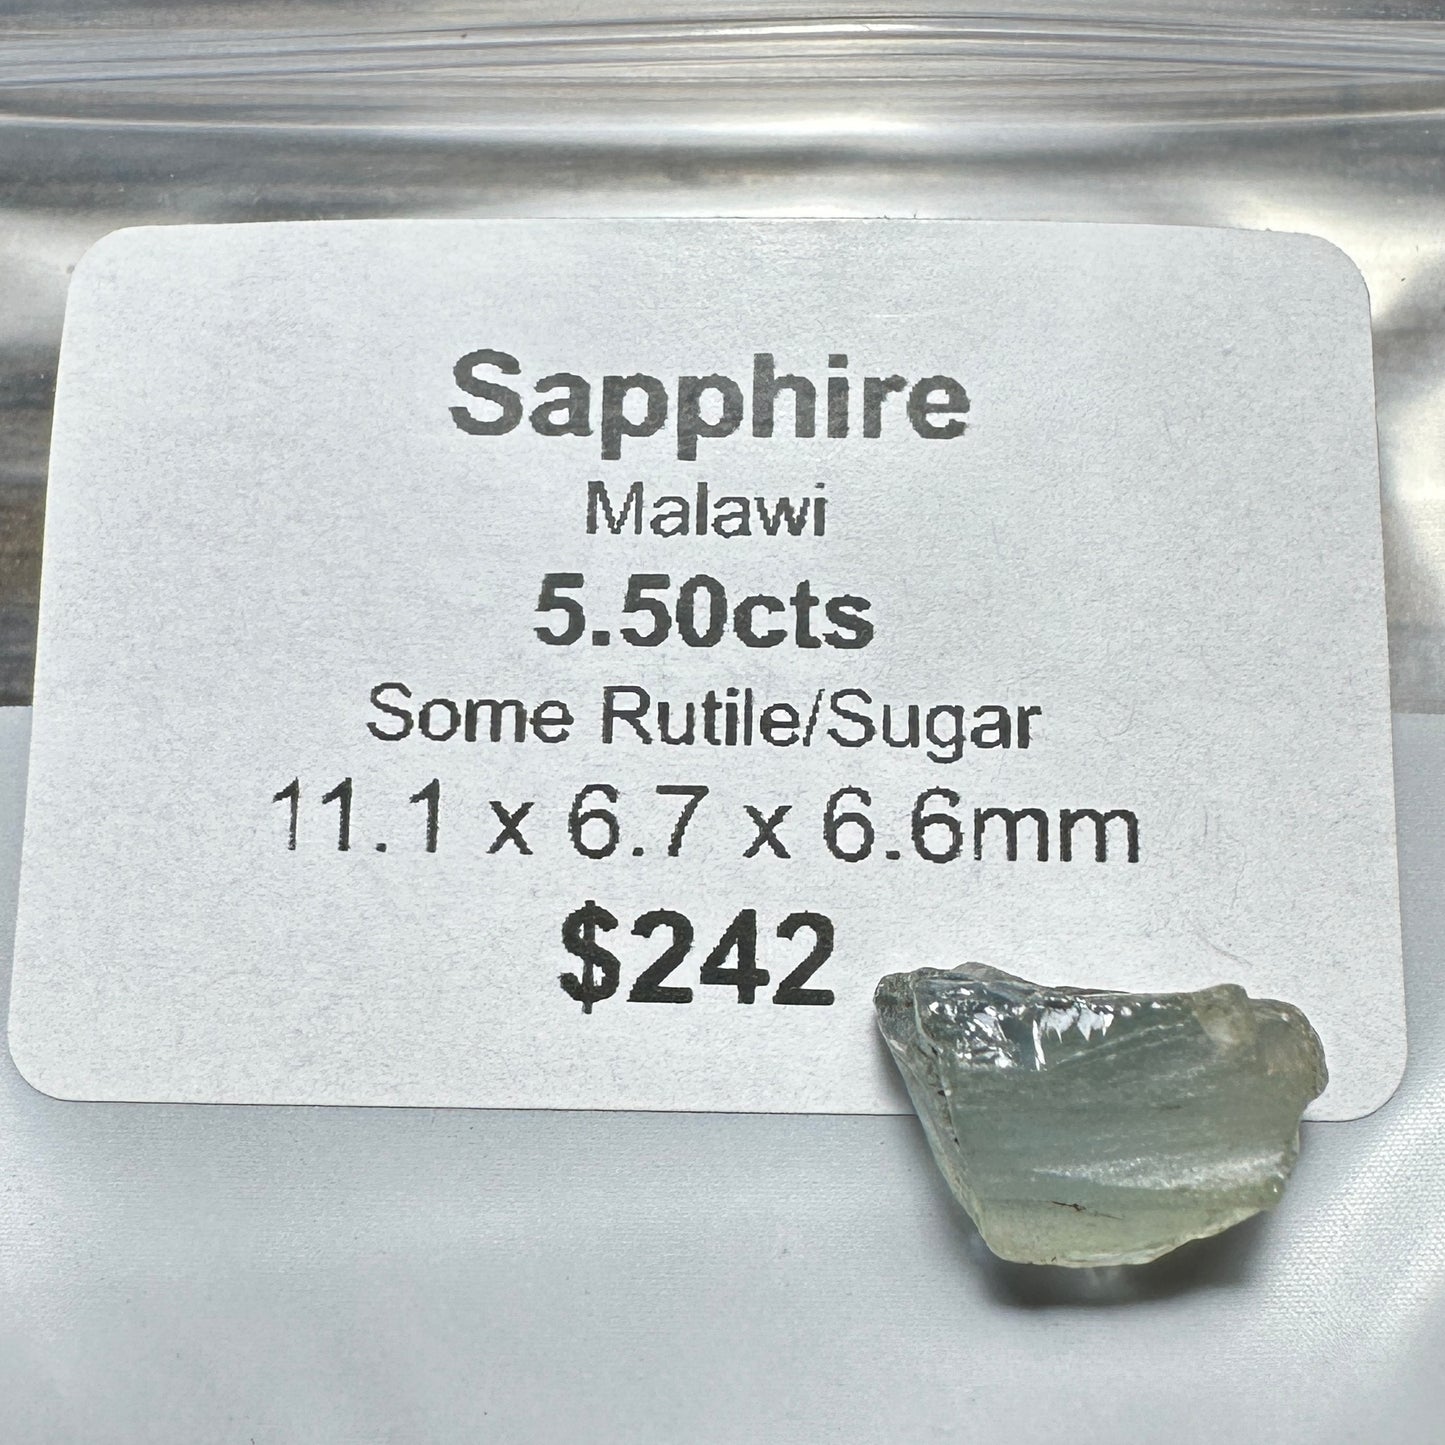 Sapphire
Malawi
5.50cts
Some Rutile/Sugar
11.1 x 6.7 x 6.6mm
$242